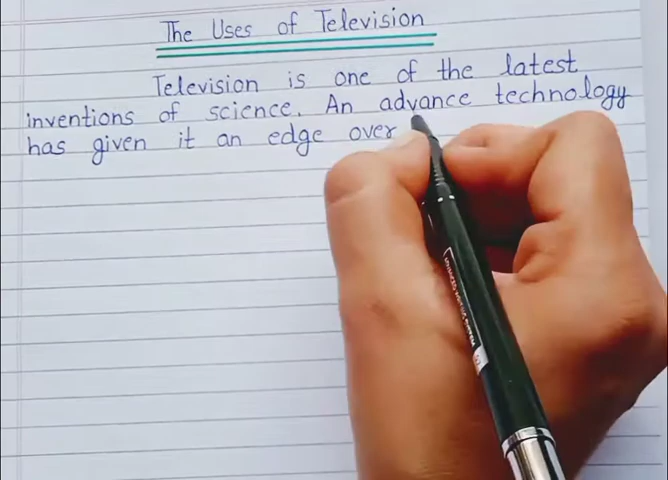 The Uses of Television
Television is one of the latest
inventions of science. An advance technology
has given it an edge over